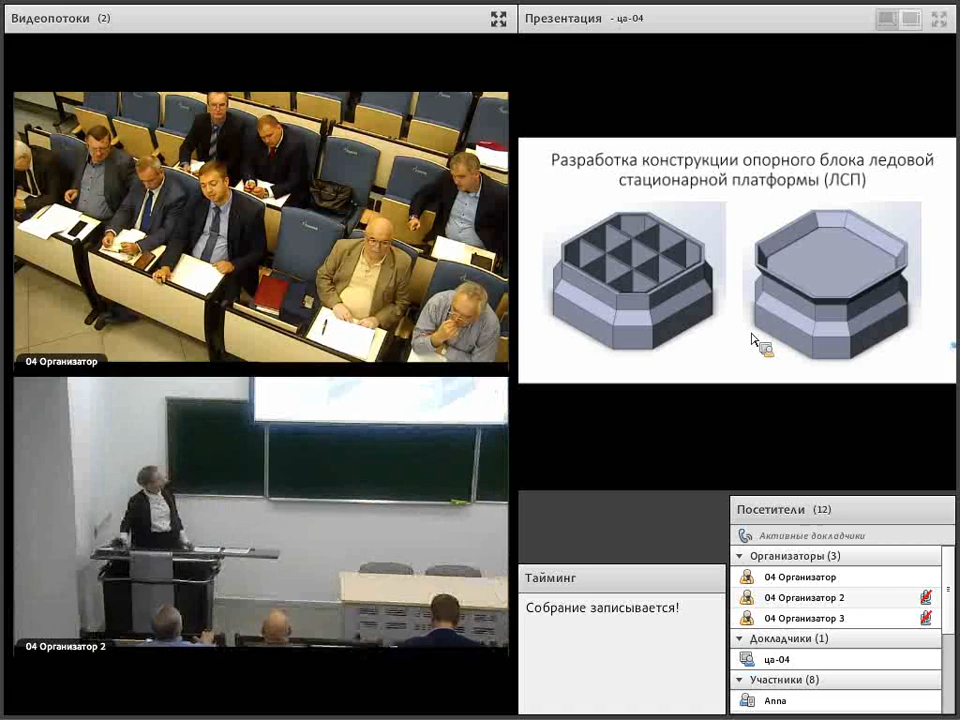 Видеопотоки (2)
Презентация - ца-04
04 Организатор
04 Организатор 2
Разработка конструкции опорного блока ледовой
стационарной платформы (ЛСП)
Тайминг
Собрание записывается!
Посетители (12)
Активные докладчики
Организаторы (3)
04 Организатор
04 Организатор 2
04 Организатор 3
Докладчики (1)
ца-04
Участники (8)
Anna